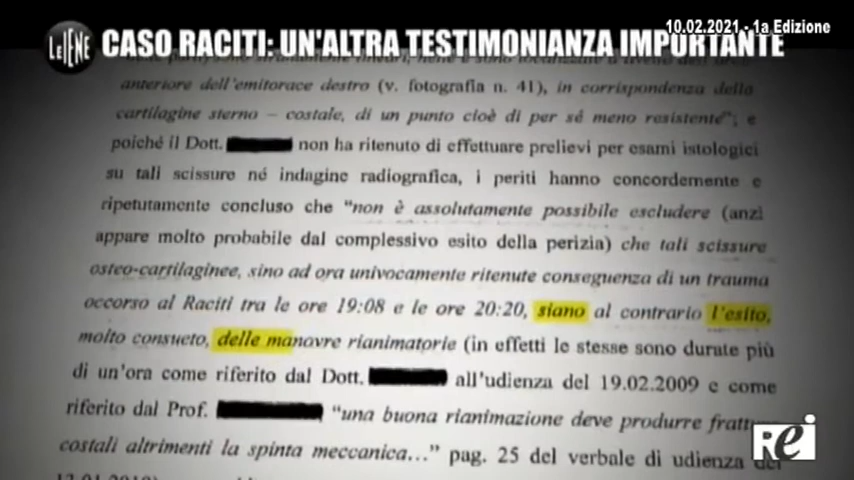 10.02.2021 - 1a Edizione
LE IENE
CASO RACITI: UN'ALTRA TESTIMONIANZA IMPORTANTE
anteriore dell'emitorace destro (v. fotografia n. 41), in corrispondenza della
cartilagine sterno – costale, di un punto cioè di per sé meno resistente"; e
poiché il Dott. non ha ritenuto di effettuare prelievi per esami istologici
su tali scissure né indagine radiografica, i periti hanno concordemente e
ripetutamente concluso che "non è assolutamente possibile escludere (anzi
appare molto probabile dal complessivo esito della perizia) che tali scissure
osteo-cartilaginee, sino ad ora univocamente ritenute conseguenza di un trauma
occorso al Raciti tra le ore 19:08 e le ore 20:20, siano al contrario l'esito,
molto consueto, delle manovre rianimatorie (in effetti le stesse sono durate più
di un'ora come riferito dal Dott. all'udienza del 19.02.2009 e come
riferito dal Prof. "una buona rianimazione deve produrre
costali altrimenti la spinta meccanica…" pag. 25 del verbale di udienza
Rei